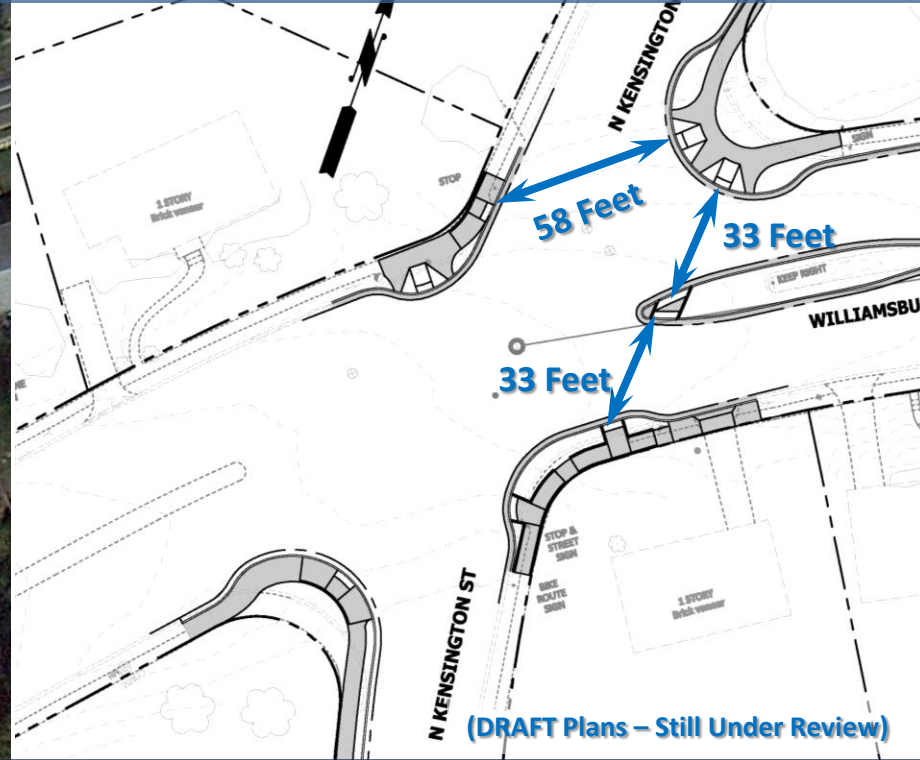 N KENSINGTON
STOP
SIGN
1 STORY
Brick veneer
58 Feet
33 Feet
KEEP RIGHT
WILLIAMSBU
33 Feet
STOP &
STREET
SIGN
BIKE
ROUTE
SIGN
1 STORY
Brick veneer
N KENSINGTON ST
(DRAFT Plans – Still Under Review)